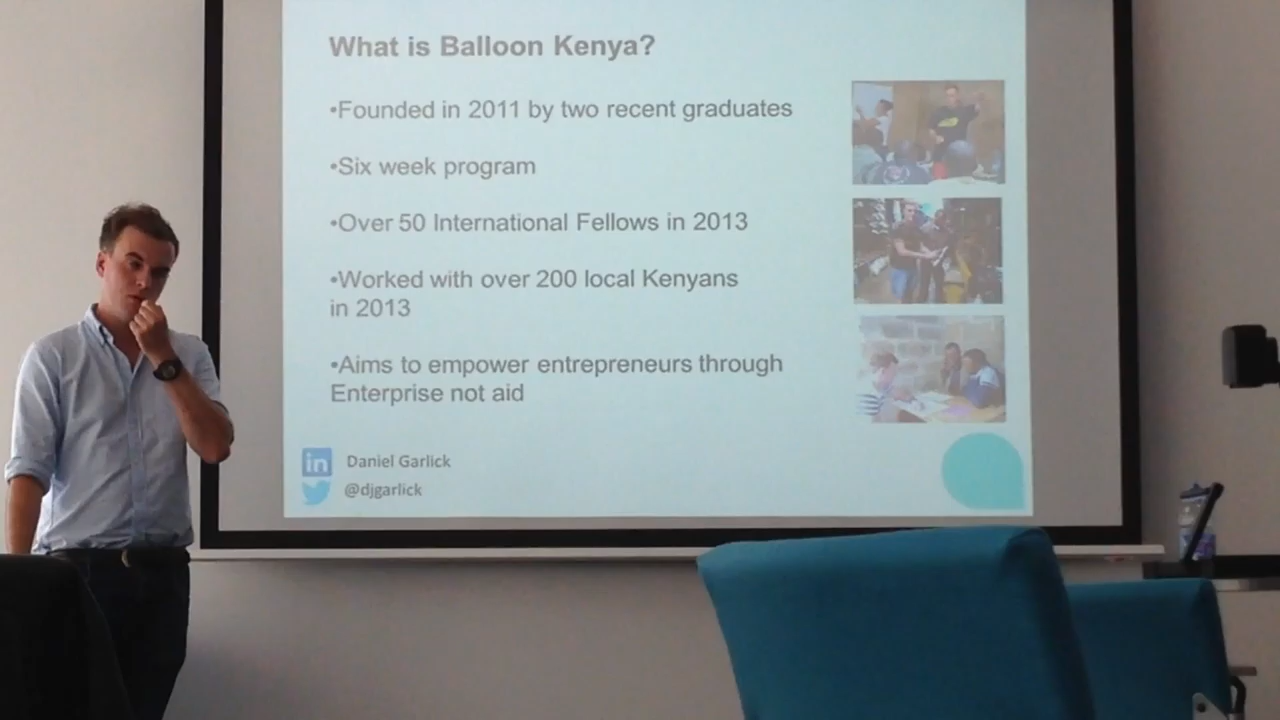 What is Balloon Kenya?
•Founded in 2011 by two recent graduates
•Six week program
•Over 50 International Fellows in 2013
•Worked with over 200 local Kenyans
in 2013
•Aims to empower entrepreneurs through
Enterprise not aid
in Daniel Garlick
@djgarlick